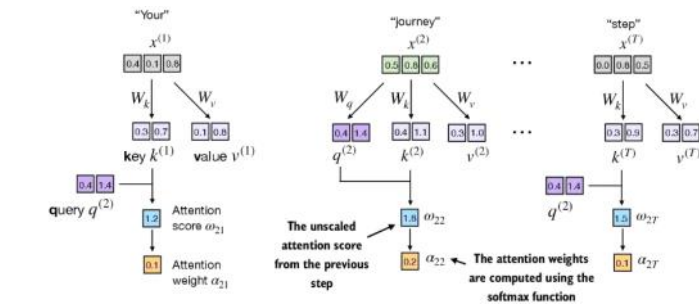 "Your" "journey" "step"
x(1) x(2) ... x(T)
0.4 0.1 0.8 0.5 0.8 0.6 0.0 0.8 0.5
Wk Wv Wq Wk Wv Wk Wv
0.3 0.7 0.1 0.8 0.4 1.4 0.4 1.1 0.3 1.0 ... 0.3 0.9 0.3 0.7
key k(1) value v(1) q(2) k(2) v(2) k(T) v(T)
0.4 1.4 0.4 1.4
query q(2) q(2)
1.2 Attention score ω21
1.8 ω22
1.5 ω2T
The unscaled
attention score
from the previous
step
0.1 Attention
weight α21
0.2 α22
The attention weights
are computed using the
softmax function
0.1 α2T